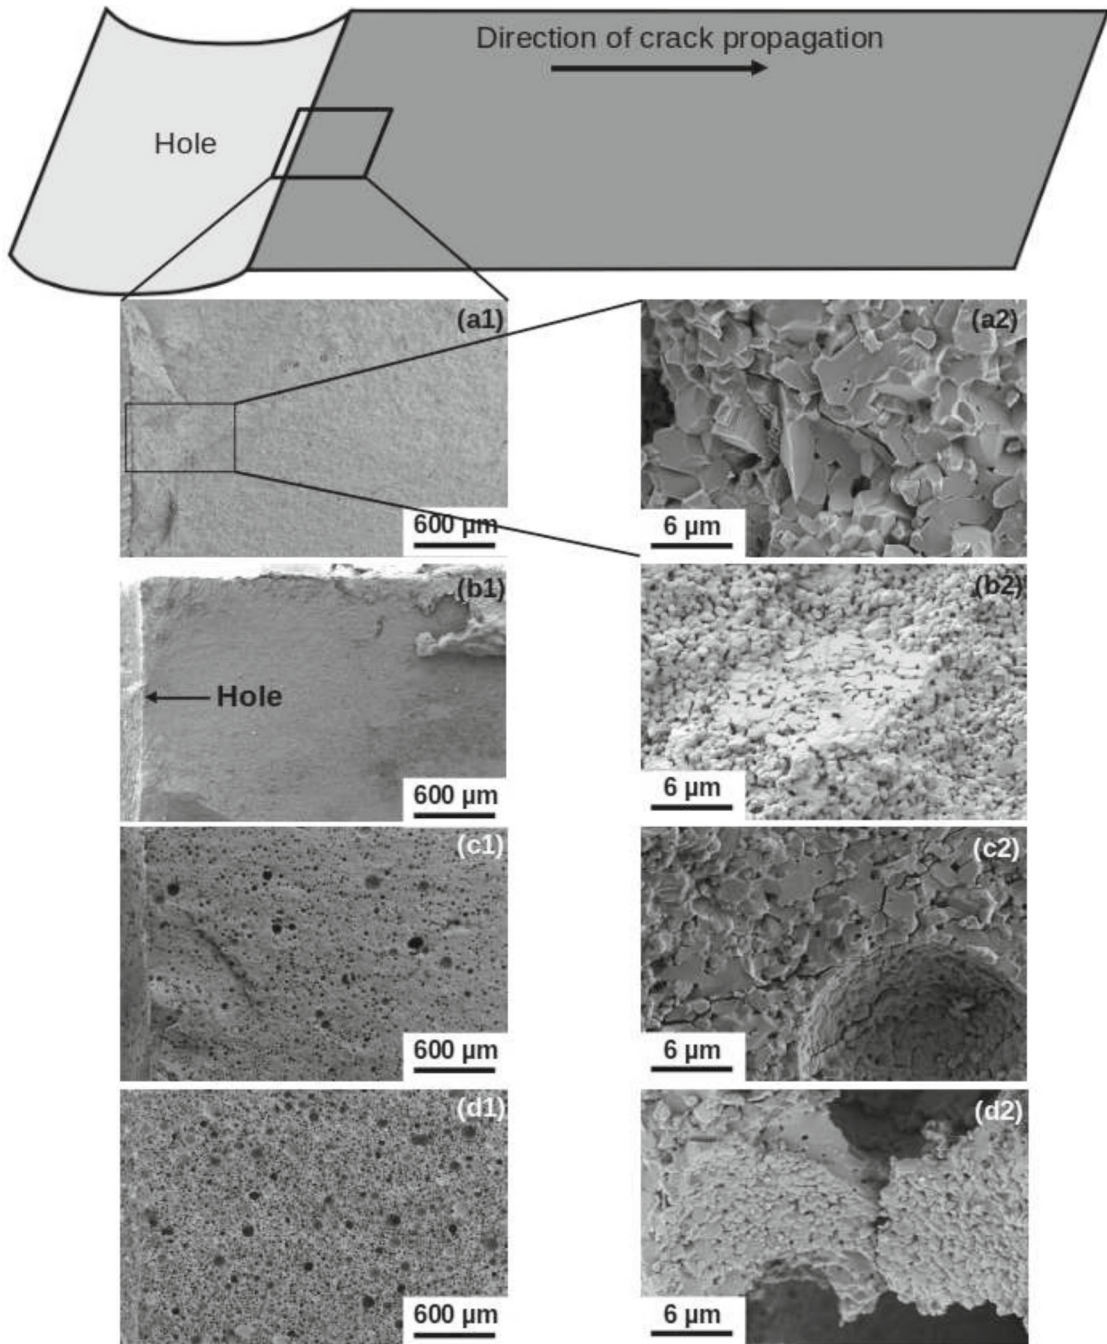 Direction of crack propagation
Hole
(a1)
600 µm
(a2)
6 µm
(b1)
Hole
600 µm
(b2)
6 µm
(c1)
600 µm
(c2)
6 µm
(d1)
600 µm
(d2)
6 µm